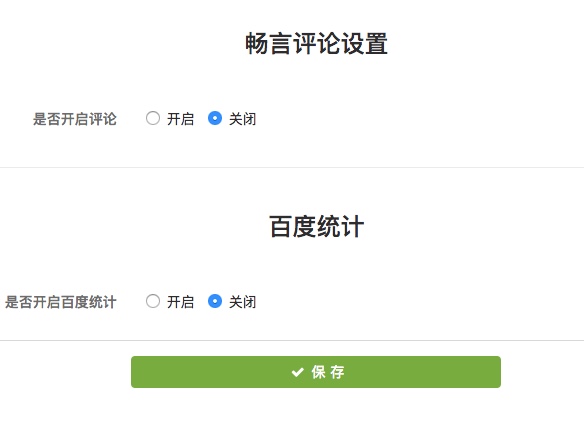 畅言评论设置
是否开启评论 开启 关闭
百度统计
是否开启百度统计 开启 关闭
保存